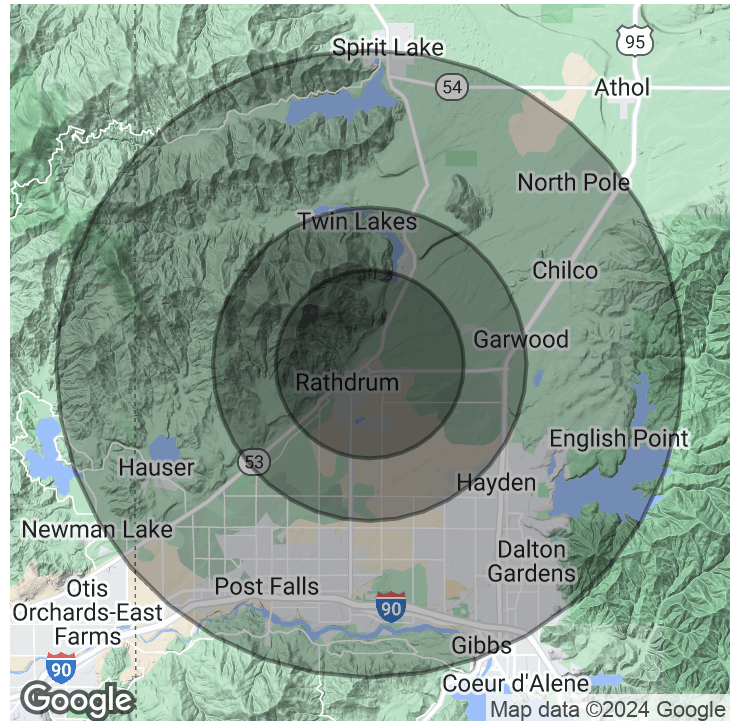 Spirit Lake
95
54
Athol
North Pole
Twin Lakes
Chilco
Garwood
Rathdrum
English Point
53
Hauser
Hayden
Newman Lake
Dalton
Gardens
Post Falls
Otis
Orchards-East
Farms
90
Gibbs
90
Coeur d'Alene
Google
Map data ©2024 Google